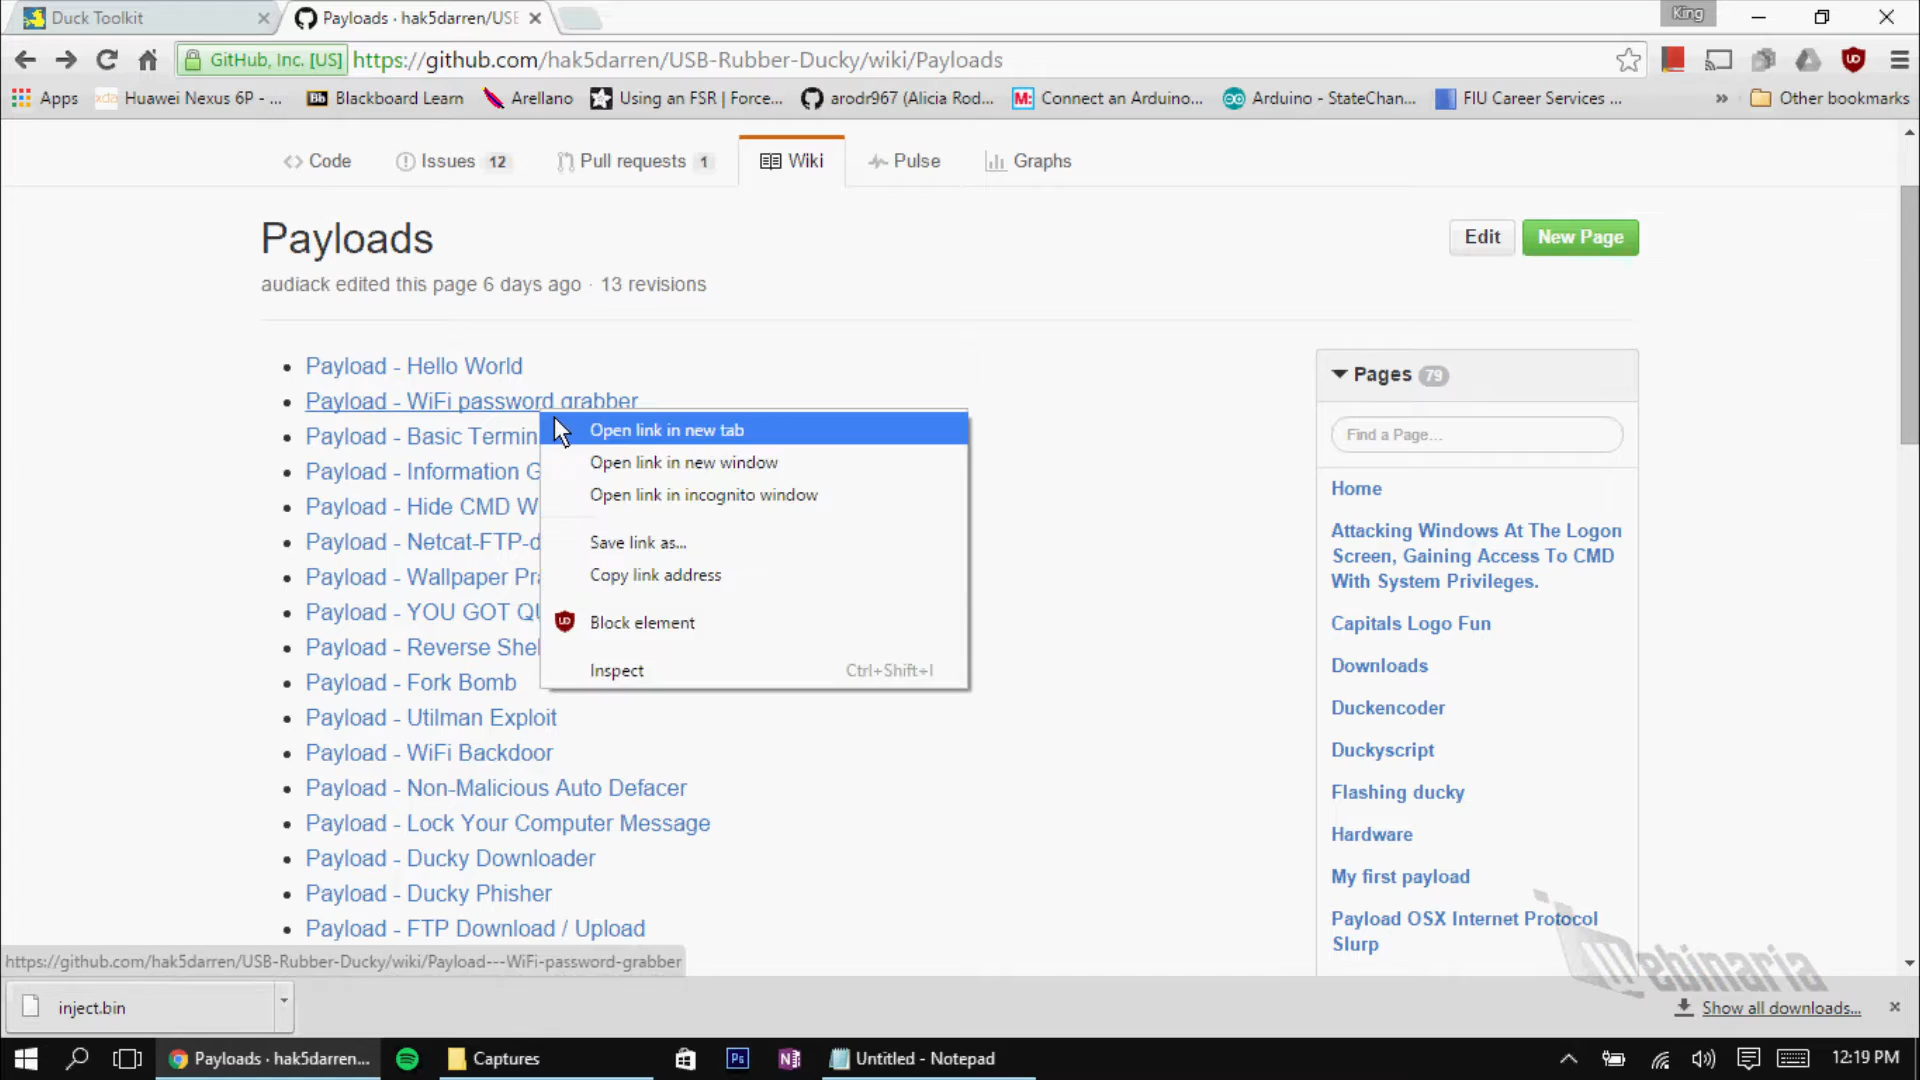 Duck Toolkit
Payloads · hak5darren/USB
King
GitHub, Inc. [US] https://github.com/hak5darren/USB-Rubber-Ducky/wiki/Payloads
Apps Huawei Nexus 6P - ... Blackboard Learn Arellano Using an FSR | Force... arodr967 (Alicia Rod... Connect an Arduino... Arduino - StateChan... FIU Career Services ... » Other bookmarks
Code Issues 12 Pull requests 1 Wiki Pulse Graphs
Payloads
Edit New Page
audiack edited this page 6 days ago · 13 revisions
Payload - Hello World
Payload - WiFi password grabber
Payload - Basic Termin
Payload - Information G
Payload - Hide CMD W
Payload - Netcat-FTP-d
Payload - Wallpaper Pra
Payload - YOU GOT QU
Payload - Reverse Shel
Payload - Fork Bomb
Payload - Utilman Exploit
Payload - WiFi Backdoor
Payload - Non-Malicious Auto Defacer
Payload - Lock Your Computer Message
Payload - Ducky Downloader
Payload - Ducky Phisher
Payload - FTP Download / Upload
Open link in new tab
Open link in new window
Open link in incognito window
Save link as...
Copy link address
Block element
Inspect Ctrl+Shift+I
Pages 79
Find a Page...
Home
Attacking Windows At The Logon
Screen, Gaining Access To CMD
With System Privileges.
Capitals Logo Fun
Downloads
Duckencoder
Duckyscript
Flashing ducky
Hardware
My first payload
Payload OSX Internet Protocol
Slurp
Webinaria
https://github.com/hak5darren/USB-Rubber-Ducky/wiki/Payload---WiFi-password-grabber
inject.bin
Show all downloads...
Payloads · hak5darren...
Captures
Ps
N
Untitled - Notepad
12:19 PM